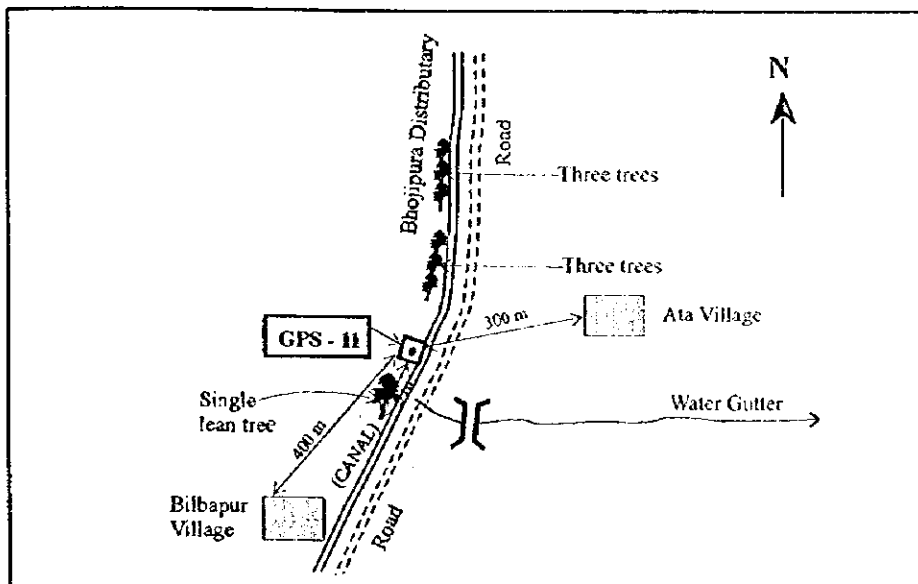 Bhojipura Distributary
N
Road
Three trees
Three trees
300 m
Ata Village
GPS - 11
Single
lean tree
400 m
(CANAL)
Water Gutter
Bilbapur
Village
Road